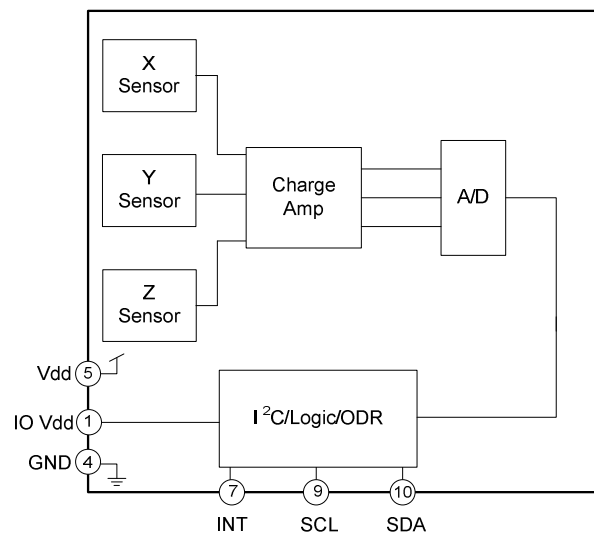 X
Sensor
Y
Sensor
Charge
Amp
A/D
Z
Sensor
Vdd
5
IO Vdd
1
I²C/Logic/ODR
GND
4
7
9
10
INT
SCL
SDA